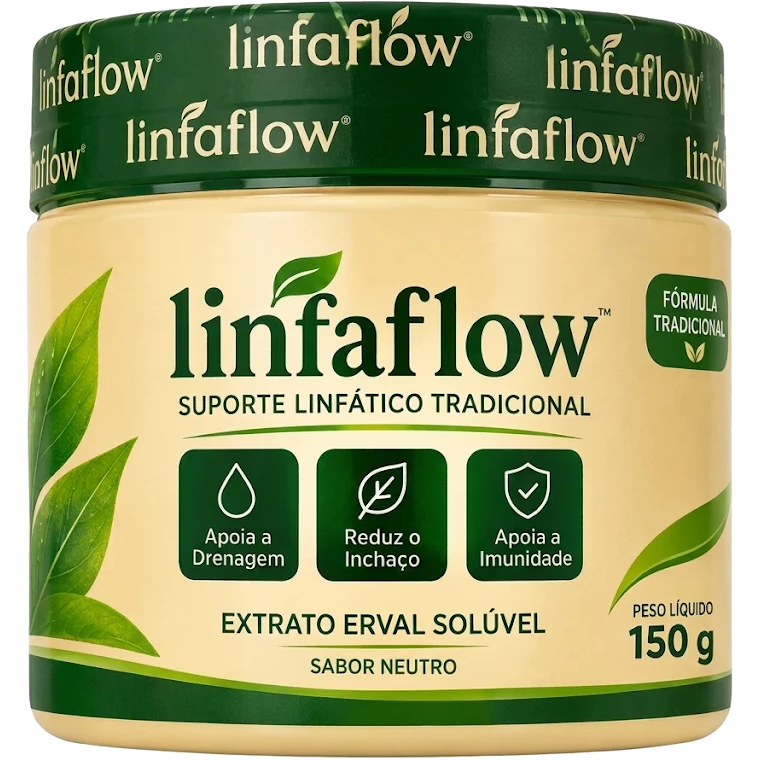 linfaflow®
linfaflow®
linfaflow®
linfaflow®
linfaflow®
linfaflow™
SUPORTE LINFÁTICO TRADICIONAL
FÓRMULA
TRADICIONAL
Apoia a
Drenagem
Reduz o
Inchaço
Apoia a
Imunidade
EXTRATO ERVAL SOLÚVEL
SABOR NEUTRO
PESO LÍQUIDO
150 g